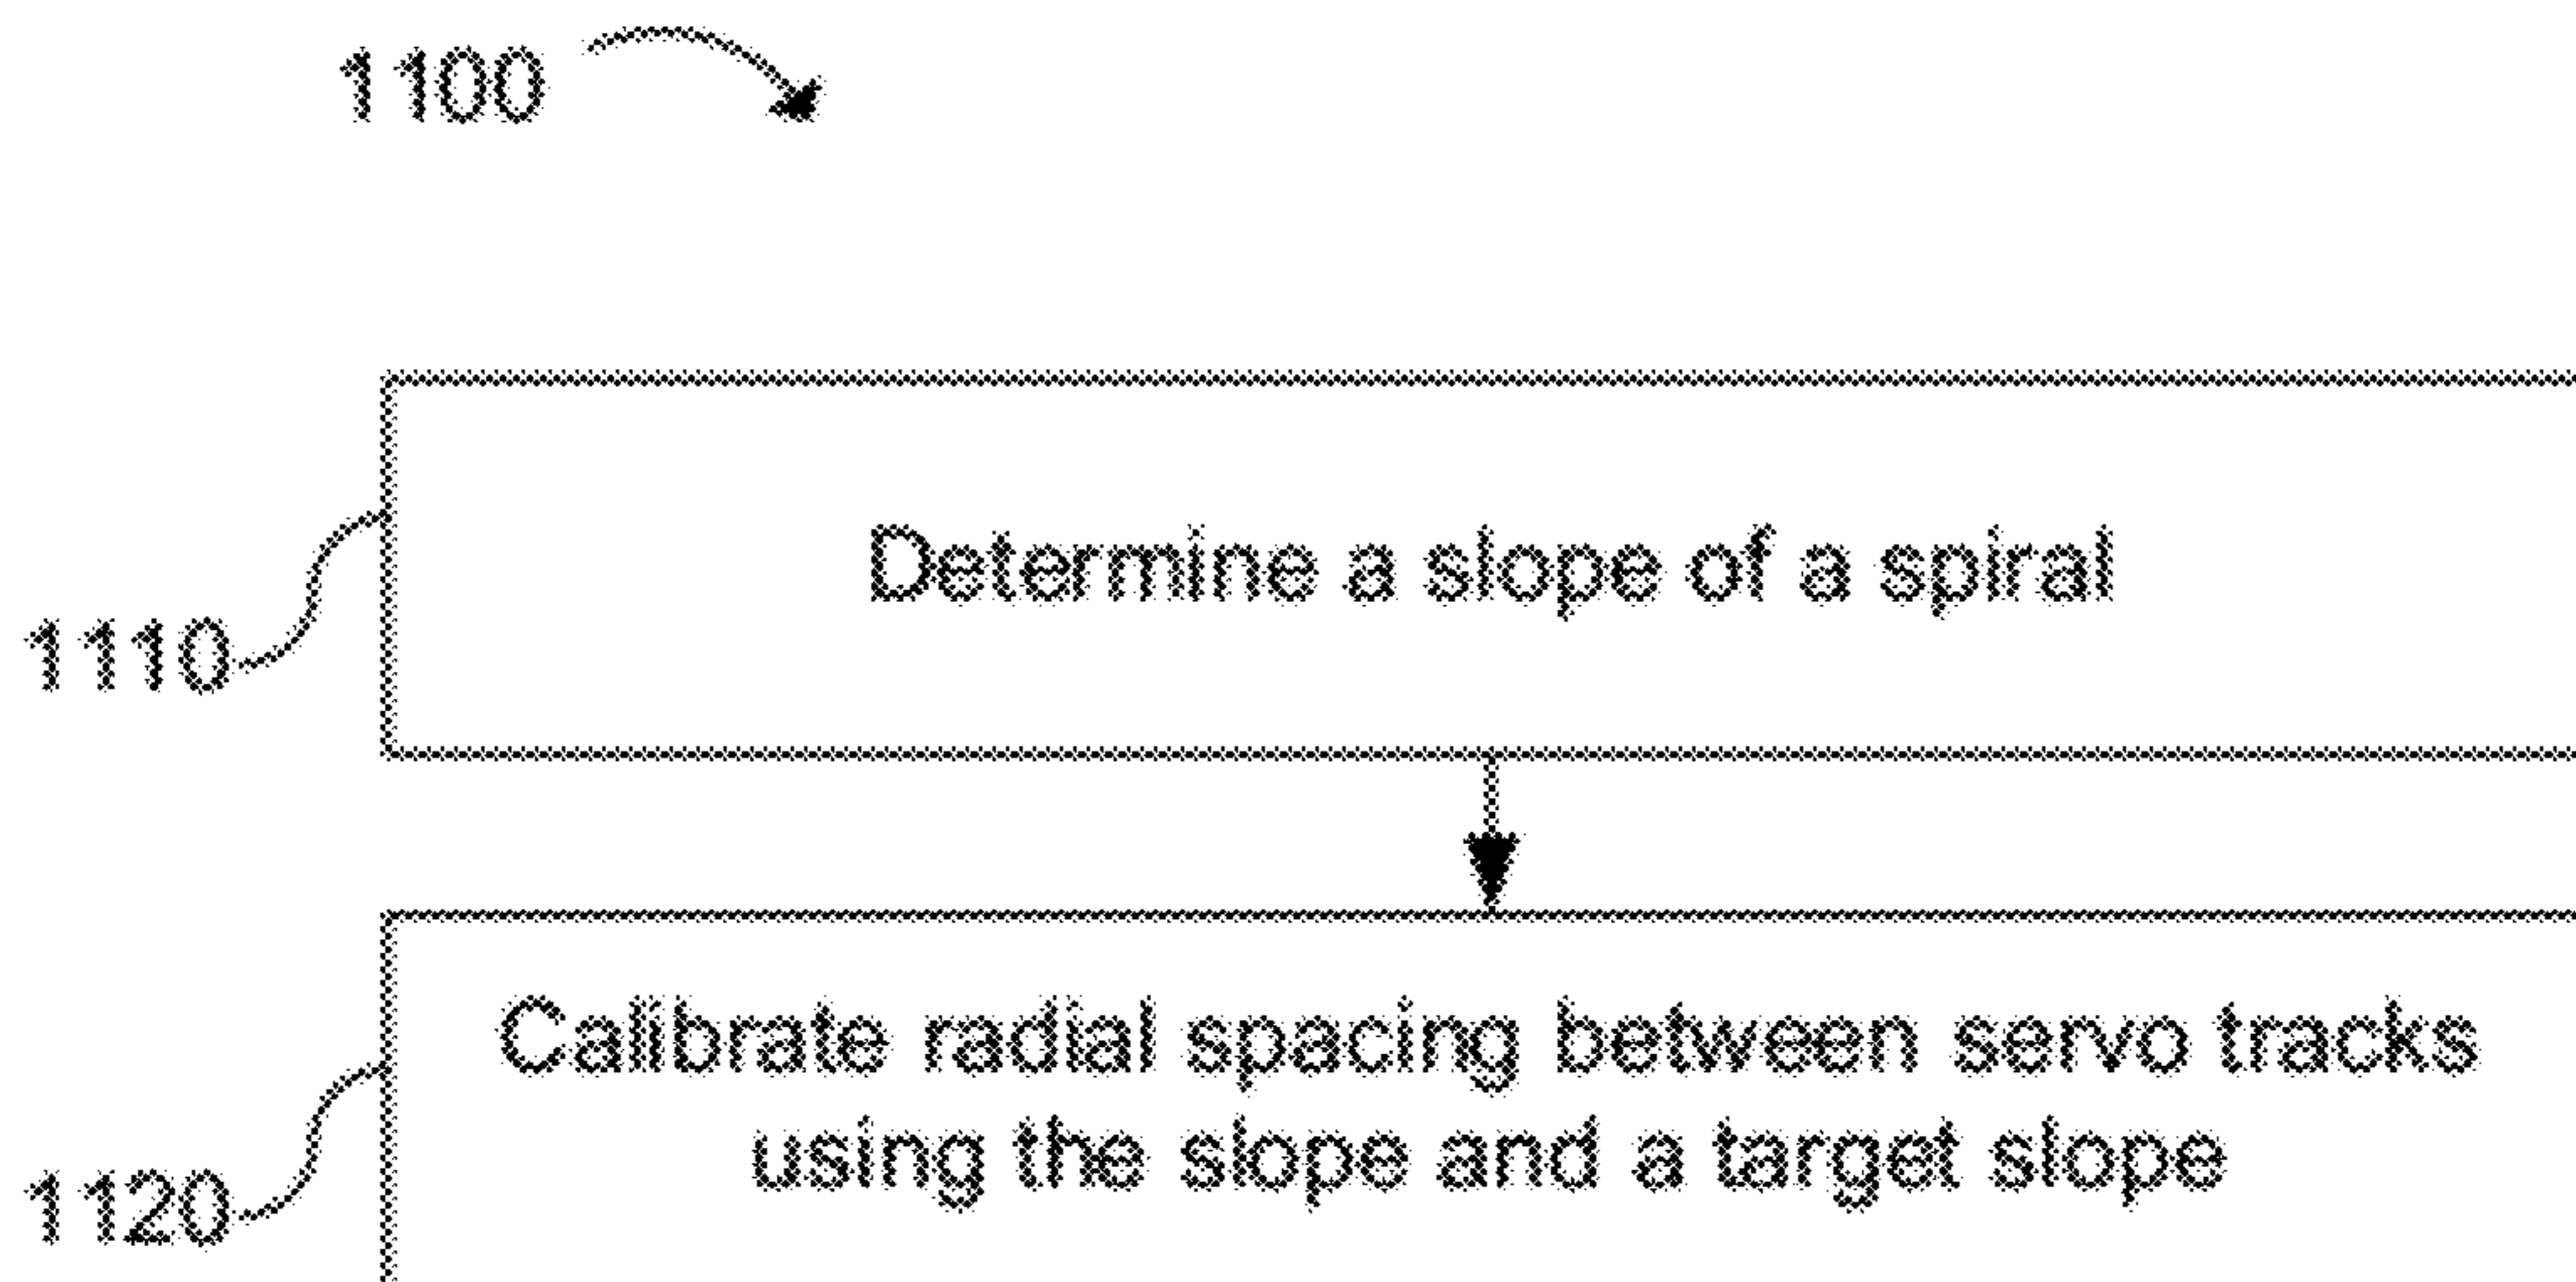 1100
Determine a slope of a spiral
1110
Calibrate radial spacing between servo tracks
using the slope and a target slope
1120